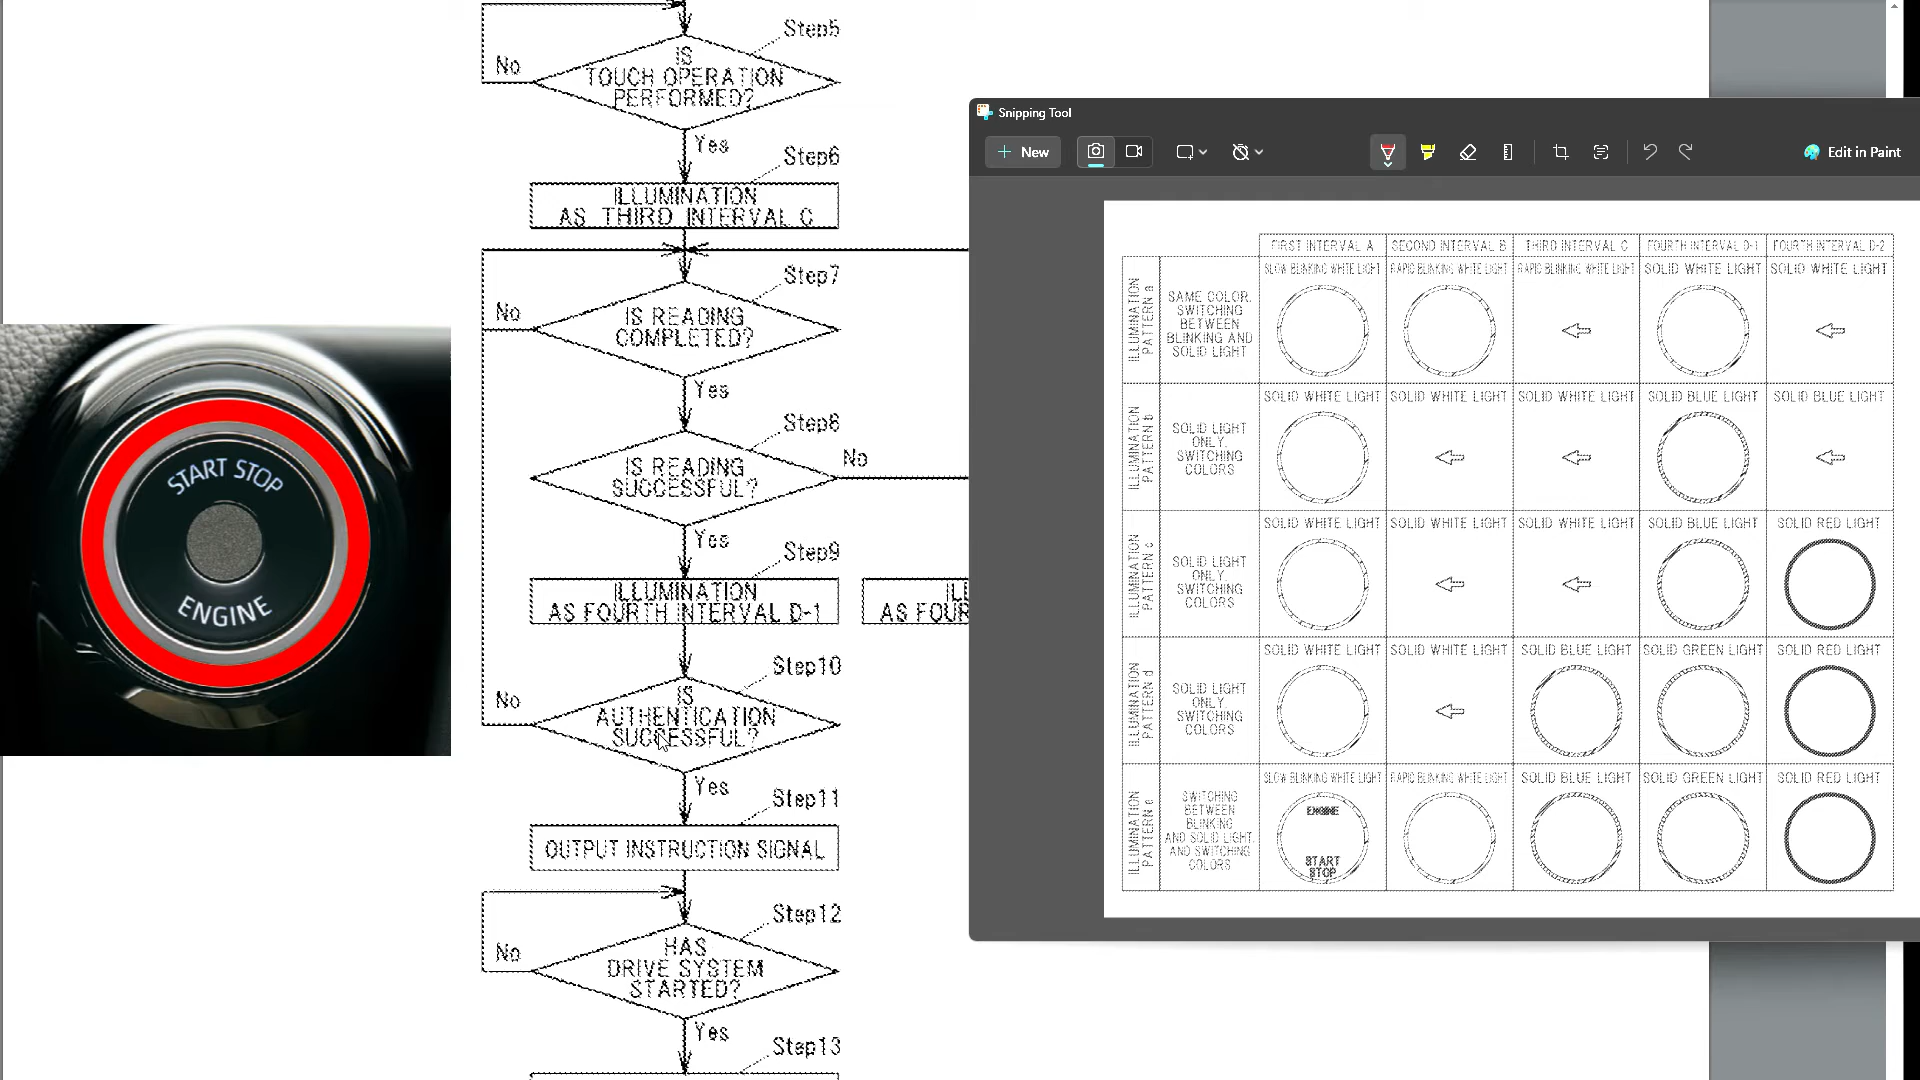 Step5
IS
TOUCH OPERATION
PERFORMED?
No
Yes
Step6
ILLUMINATION
AS THIRD INTERVAL C
Step7
IS READING
COMPLETED?
No
Yes
Step8
IS READING
SUCCESSFUL?
No
Yes
Step9
ILLUMINATION
AS FOURTH INTERVAL D-1
IL
AS FOUR
Step10
IS
AUTHENTICATION
SUCCESSFUL?
No
Yes
Step11
OUTPUT INSTRUCTION SIGNAL
Step12
HAS
DRIVE SYSTEM
STARTED?
No
Yes
Step13
START STOP
ENGINE
Snipping Tool
New
Edit in Paint
FIRST INTERVAL A
SECOND INTERVAL B
THIRD INTERVAL C
FOURTH INTERVAL D-1
FOURTH INTERVAL D-2
ILLUMINATION
PATTERN a
SAME COLOR,
SWITCHING
BETWEEN
BLINKING AND
SOLID LIGHT
SLOW BLINKING WHITE LIGHT
RAPID BLINKING WHITE LIGHT
RAPID BLINKING WHITE LIGHT
SOLID WHITE LIGHT
SOLID WHITE LIGHT
ILLUMINATION
PATTERN b
SOLID LIGHT
ONLY,
SWITCHING
COLORS
SOLID WHITE LIGHT
SOLID WHITE LIGHT
SOLID WHITE LIGHT
SOLID BLUE LIGHT
SOLID BLUE LIGHT
ILLUMINATION
PATTERN c
SOLID LIGHT
ONLY,
SWITCHING
COLORS
SOLID WHITE LIGHT
SOLID WHITE LIGHT
SOLID WHITE LIGHT
SOLID BLUE LIGHT
SOLID RED LIGHT
ILLUMINATION
PATTERN d
SOLID LIGHT
ONLY,
SWITCHING
COLORS
SOLID WHITE LIGHT
SOLID WHITE LIGHT
SOLID BLUE LIGHT
SOLID GREEN LIGHT
SOLID RED LIGHT
ILLUMINATION
PATTERN e
SWITCHING
BETWEEN
BLINKING
AND SOLID LIGHT,
AND SWITCHING
COLORS
SLOW BLINKING WHITE LIGHT
RAPID BLINKING WHITE LIGHT
SOLID BLUE LIGHT
SOLID GREEN LIGHT
SOLID RED LIGHT
ENGINE
START
STOP